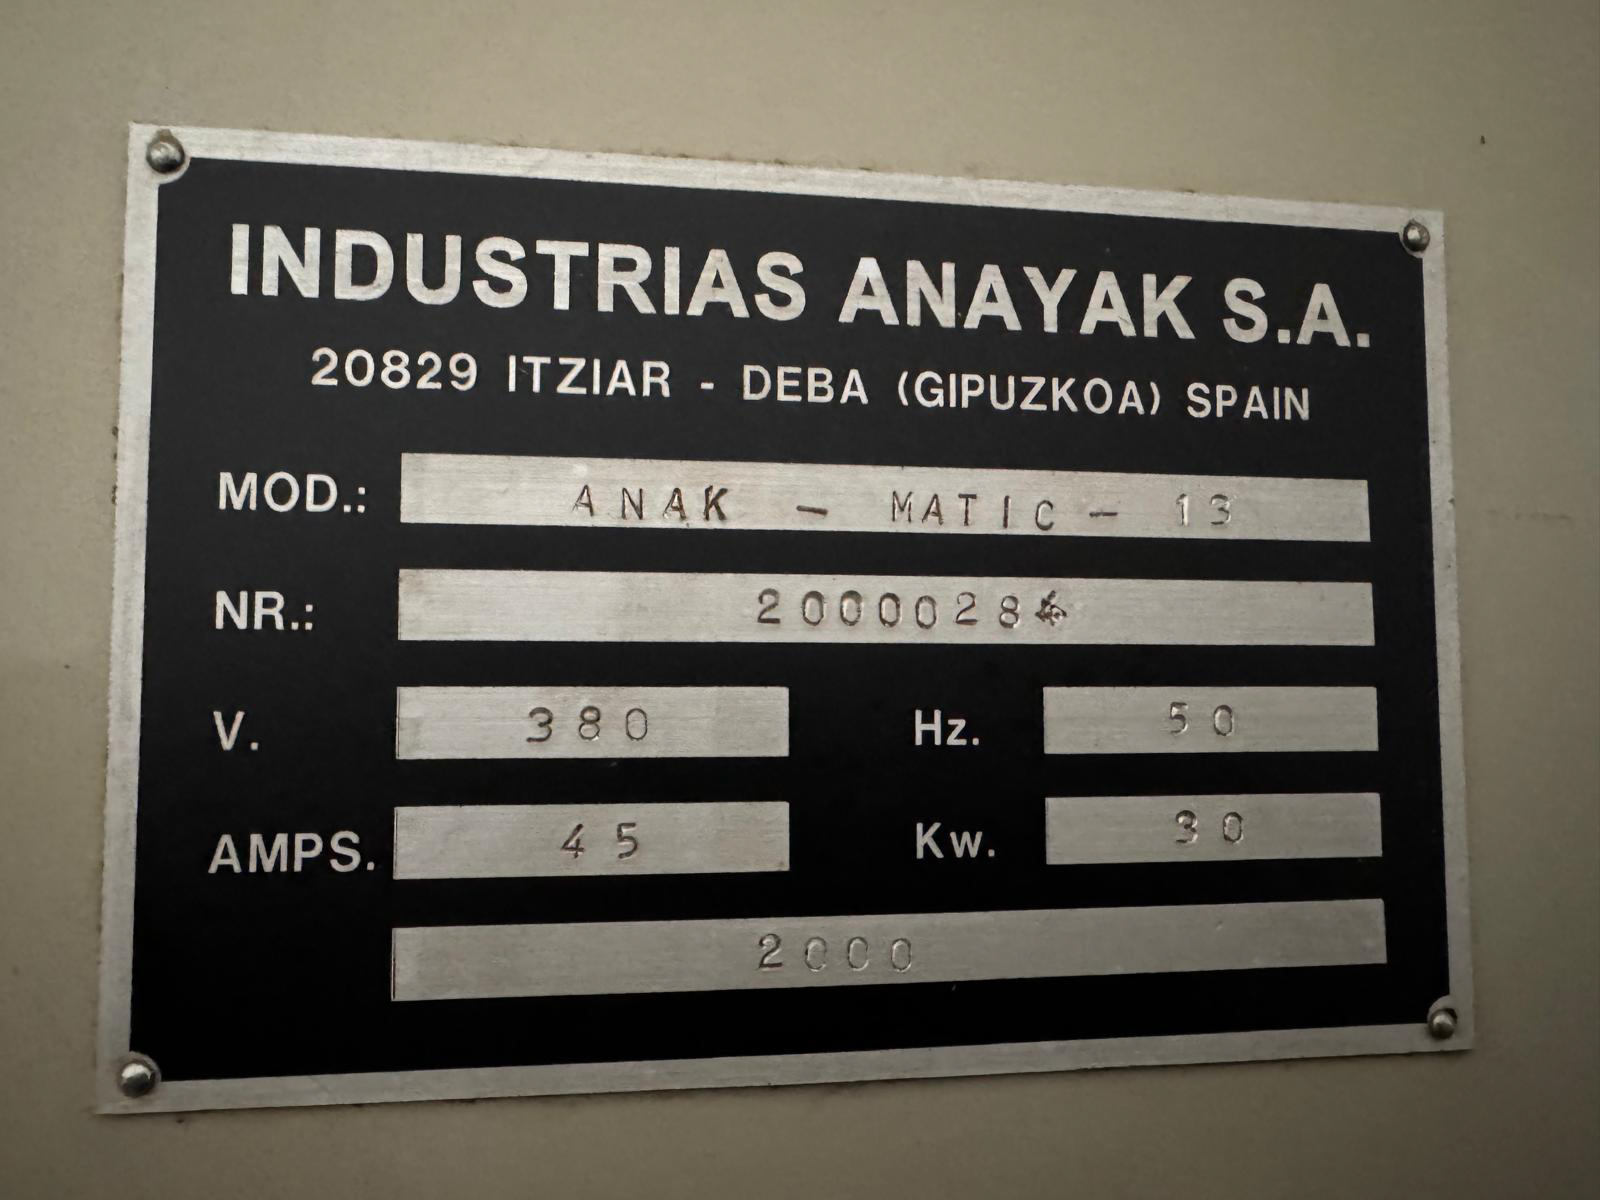 INDUSTRIAS ANAYAK S.A.
20829 ITZIAR - DEBA (GIPUZKOA) SPAIN
MOD.: ANAK - MATIC - 13
NR.:
V. 380 Hz. 50
AMPS. 45 Kw. 30
2000